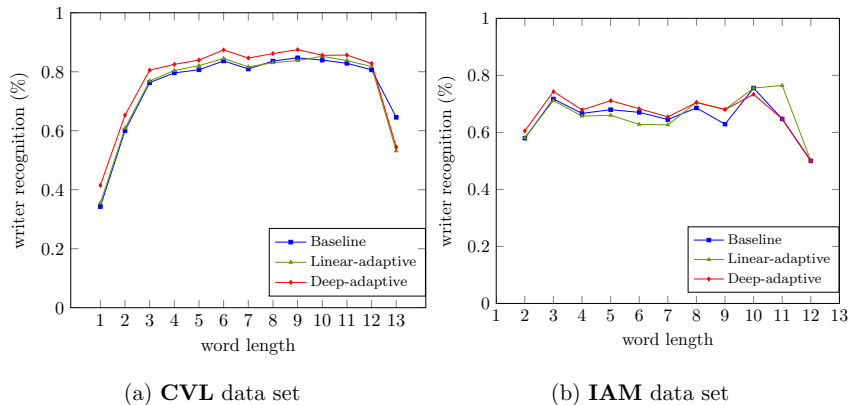 1
0.8
0.6
0.4
0.2
0
writer recognition (%)
1 2 3 4 5 6 7 8 9 10 11 12 13
word length
Baseline
Linear-adaptive
Deep-adaptive
(a) CVL data set
1
0.8
0.6
0.4
0.2
0
writer recognition (%)
1 2 3 4 5 6 7 8 9 10 11 12 13
word length
Baseline
Linear-adaptive
Deep-adaptive
(b) IAM data set